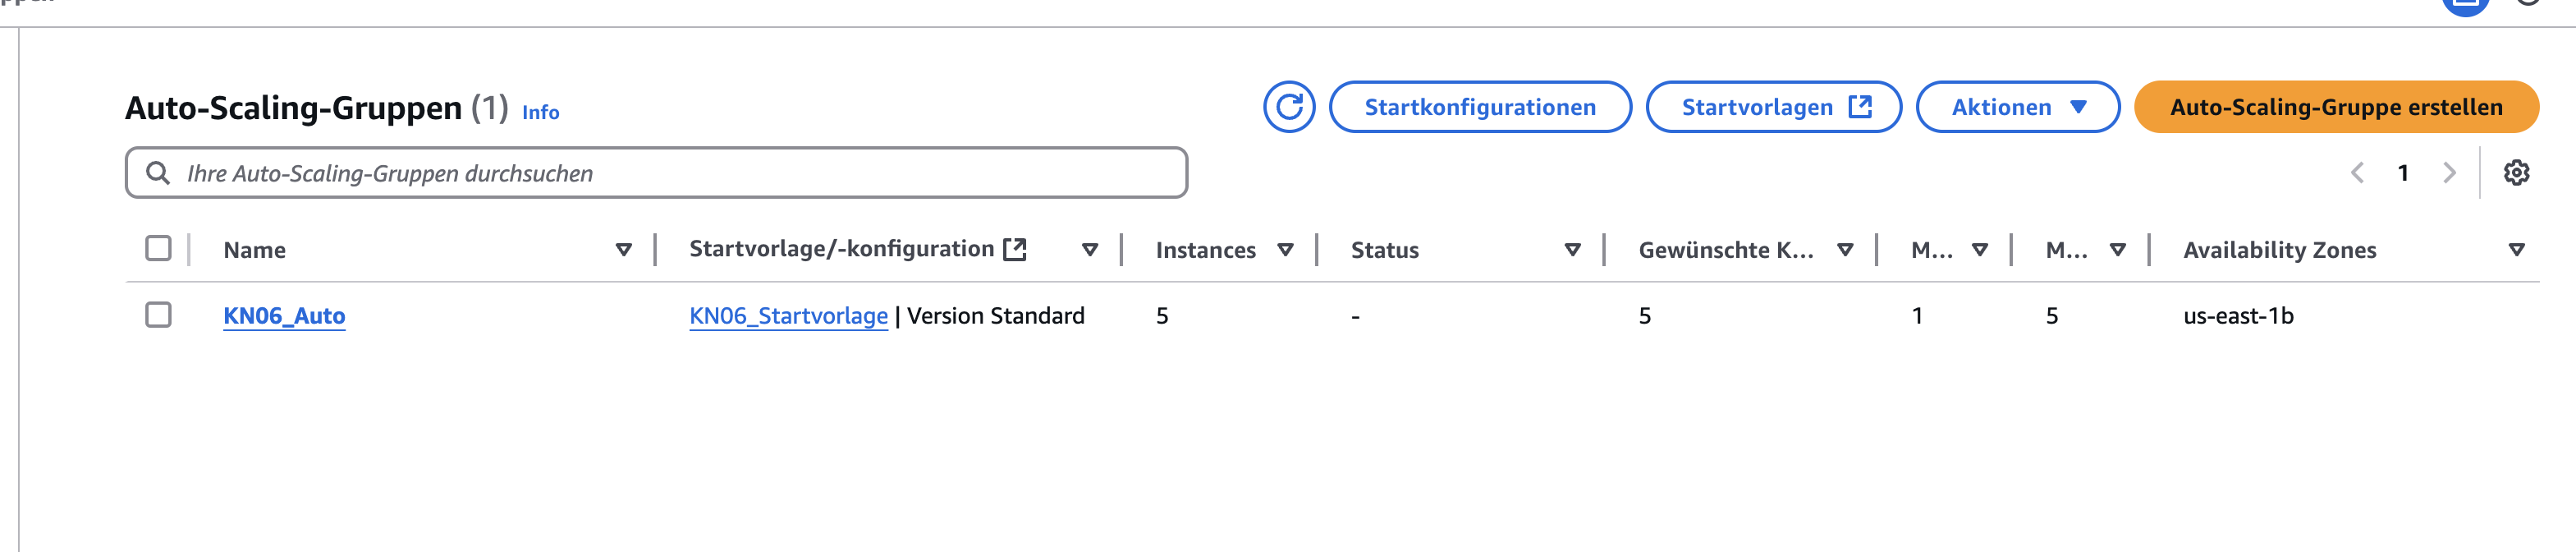 Auto-Scaling-Gruppen (1) Info
Startkonfigurationen
Startvorlagen
Aktionen
Auto-Scaling-Gruppe erstellen
Ihre Auto-Scaling-Gruppen durchsuchen
1
Name Startvorlage/-konfiguration Instances Status Gewünschte K... M... M... Availability Zones
KN06_Auto KN06_Startvorlage | Version Standard 5 - 5 1 5 us-east-1b